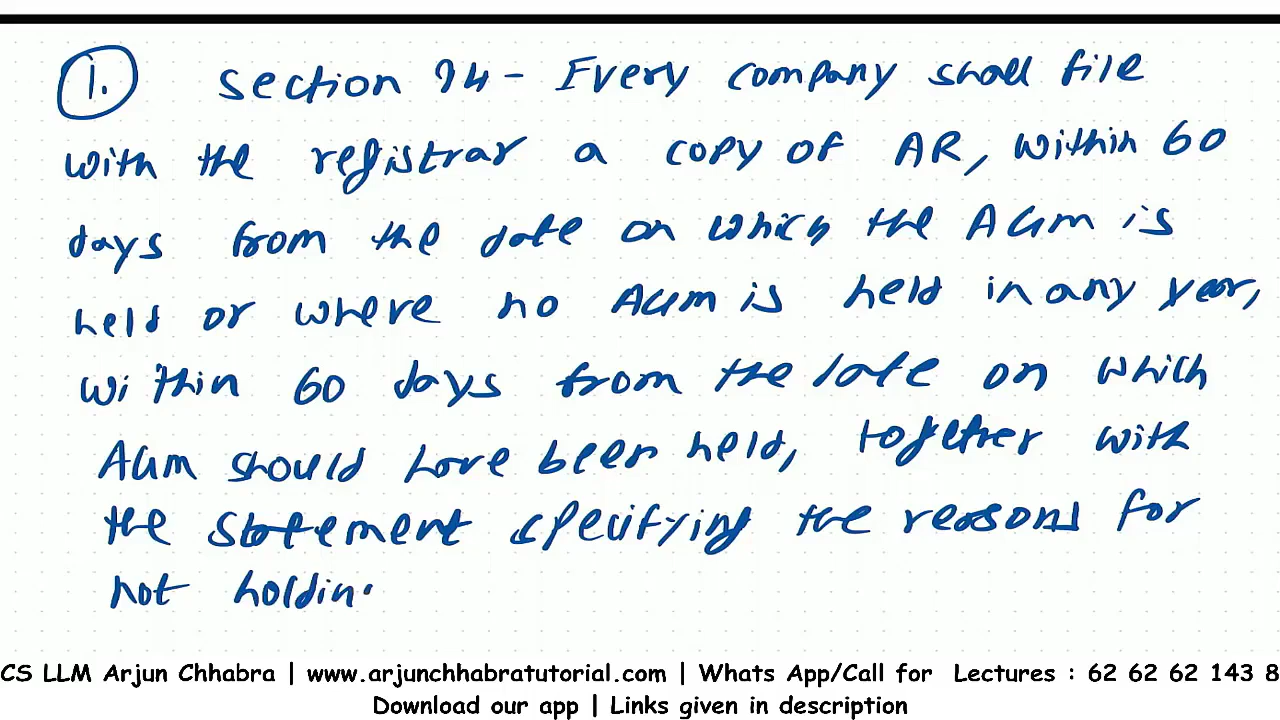 1. Section 94 - Every company shall file
with the registrar a copy of AR, within 60
days from the date on which the AGM is
held or where no AGM is held in any year,
within 60 days from the date on which
AGM should have been held, together with
the statement specifying the reasons for
not holdin
CS LLM Arjun Chhabra | www.arjunchhabratutorial.com | Whats App/Call for Lectures : 62 62 62 143 8
Download our app | Links given in description